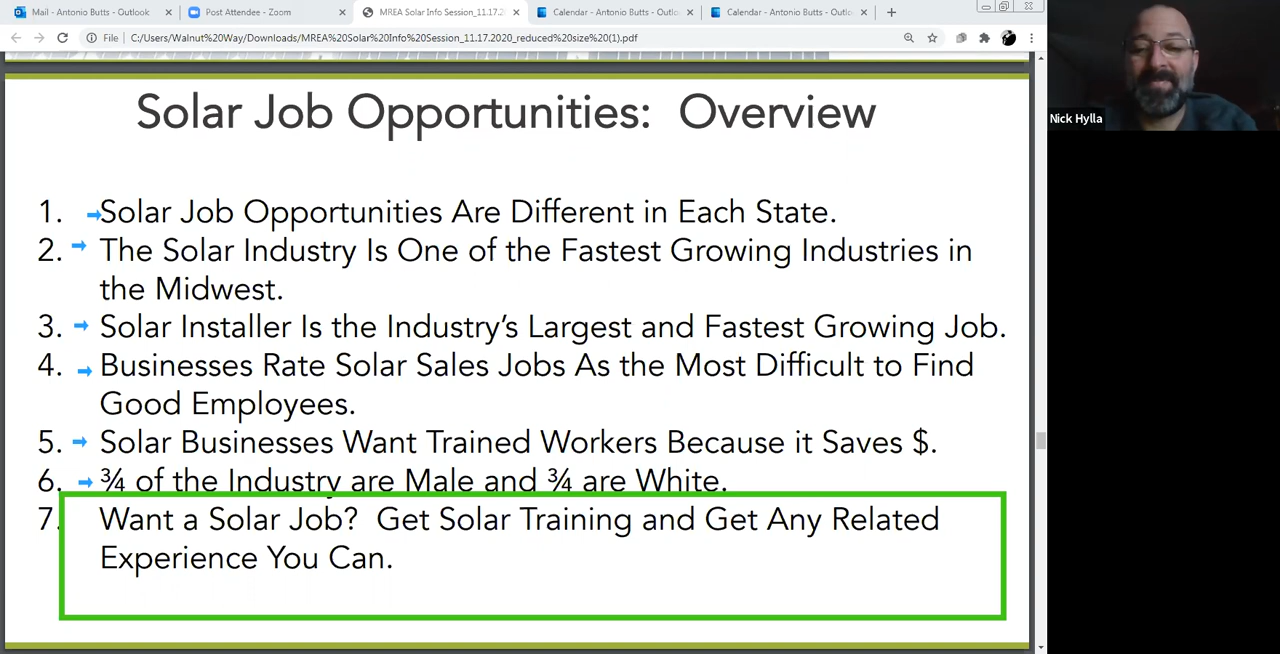 Mail - Antonio Butts - Outlook
Post Attendee - Zoom
MREA Solar Info Session_11.17.2
Calendar - Antonio Butts - Outlo
Calendar - Antonio Butts - Outlo
File
C:/Users/Walnut%20Way/Downloads/MREA%20Solar%20Info%20Session_11.17.2020_reduced%20size%20(1).pdf
Nick Hylla
Solar Job Opportunities: Overview
1. Solar Job Opportunities Are Different in Each State.
2. The Solar Industry Is One of the Fastest Growing Industries in
the Midwest.
3. Solar Installer Is the Industry’s Largest and Fastest Growing Job.
4. Businesses Rate Solar Sales Jobs As the Most Difficult to Find
Good Employees.
5. Solar Businesses Want Trained Workers Because it Saves $.
6. ¾ of the Industry are Male and ¾ are White.
7. Want a Solar Job? Get Solar Training and Get Any Related
Experience You Can.